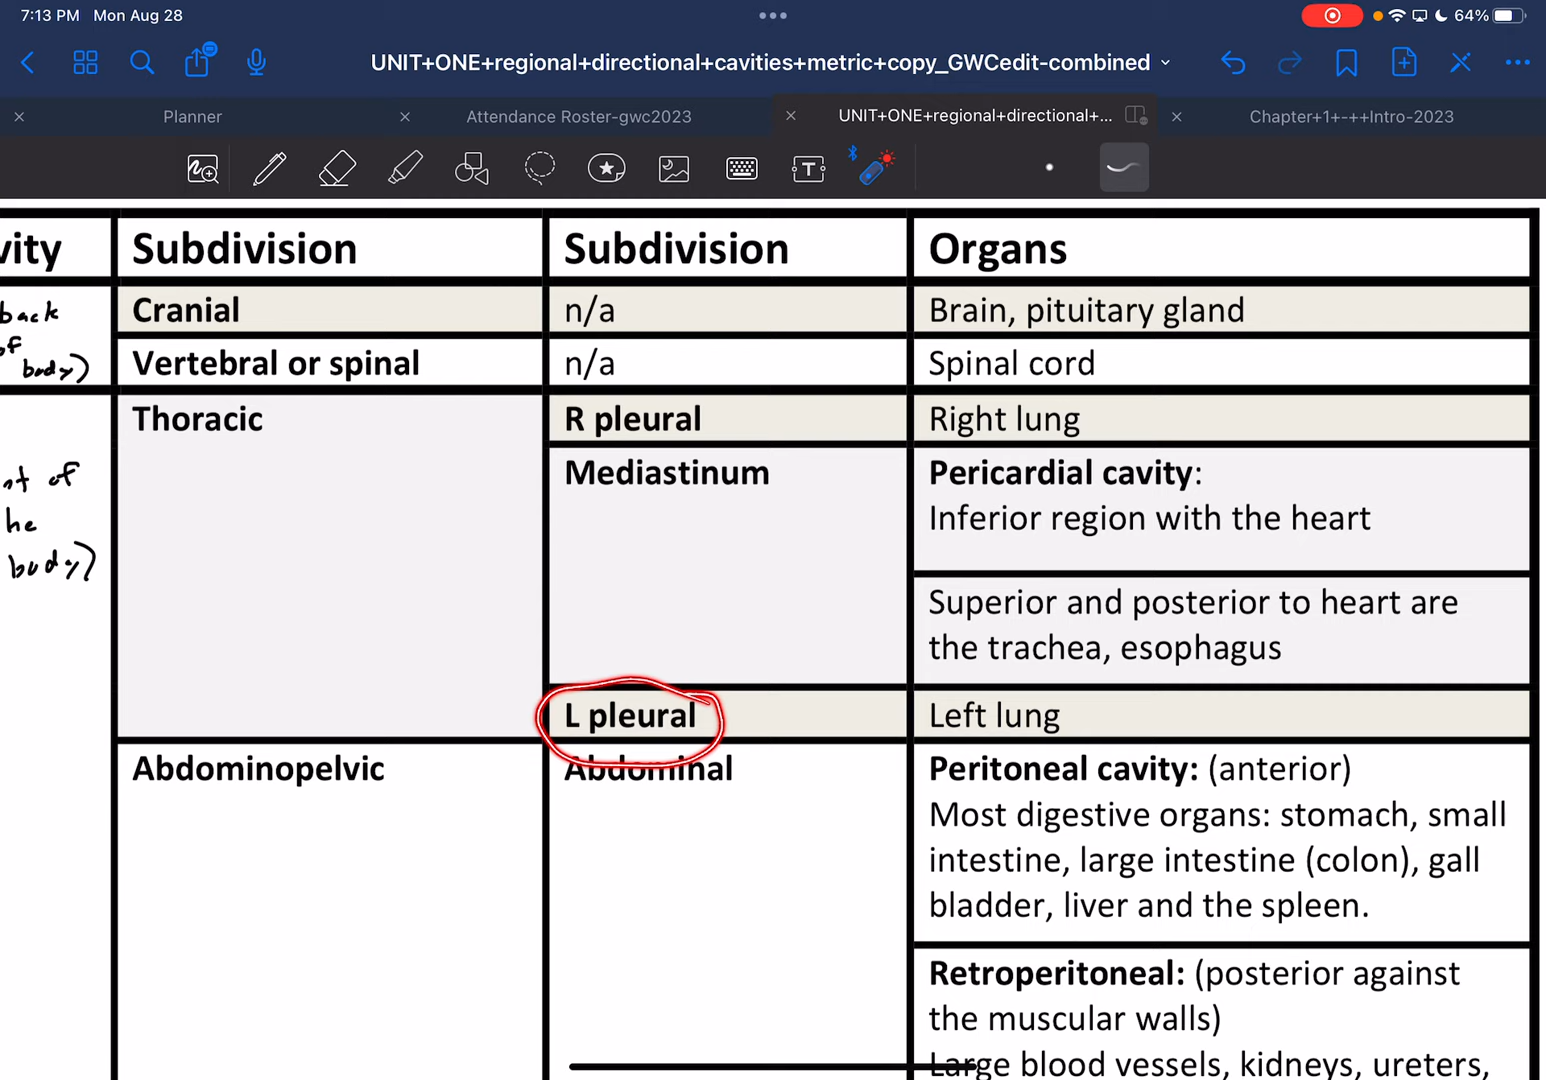 7:13 PM Mon Aug 28
64%
UNIT+ONE+regional+directional+cavities+metric+copy_GWCedit-combined
Planner
Attendance Roster-gwc2023
UNIT+ONE+regional+directional+...
Chapter+1+-++Intro-2023
vity
Subdivision
Subdivision
Organs
back
of
body)
Cranial
n/a
Brain, pituitary gland
Vertebral or spinal
n/a
Spinal cord
nt of
he
body)
Thoracic
R pleural
Right lung
Mediastinum
Pericardial cavity:
Inferior region with the heart
Superior and posterior to heart are
the trachea, esophagus
L pleural
Left lung
Abdominopelvic
Abdominal
Peritoneal cavity: (anterior)
Most digestive organs: stomach, small
intestine, large intestine (colon), gall
bladder, liver and the spleen.
Retroperitoneal: (posterior against
the muscular walls)
Large blood vessels, kidneys, ureters,